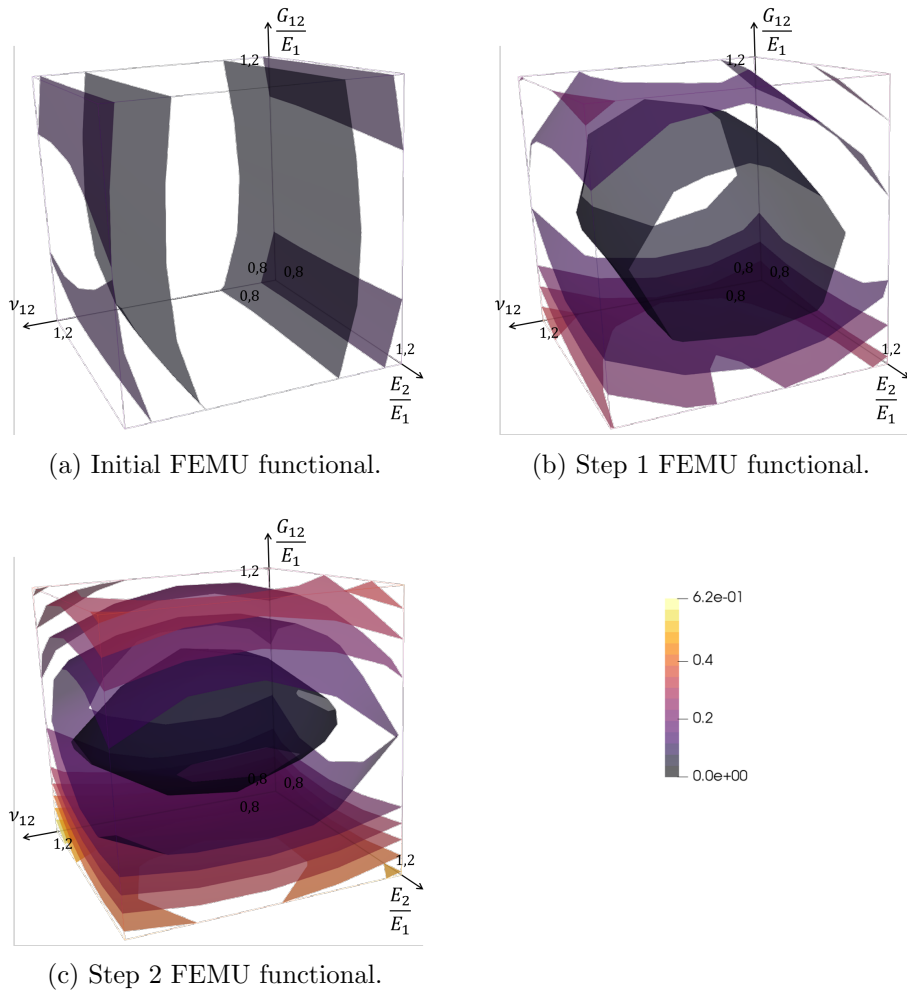 G₁₂
E₁
1,2
0,8
0,8
0,8
ν₁₂
1,2
1,2
E₂
E₁
(a) Initial FEMU functional.
G₁₂
E₁
1,2
0,8
0,8
0,8
ν₁₂
1,2
1,2
E₂
E₁
(b) Step 1 FEMU functional.
G₁₂
E₁
1,2
0,8
0,8
0,8
ν₁₂
1,2
1,2
E₂
E₁
(c) Step 2 FEMU functional.
6.2e-01
0.4
0.2
0.0e+00